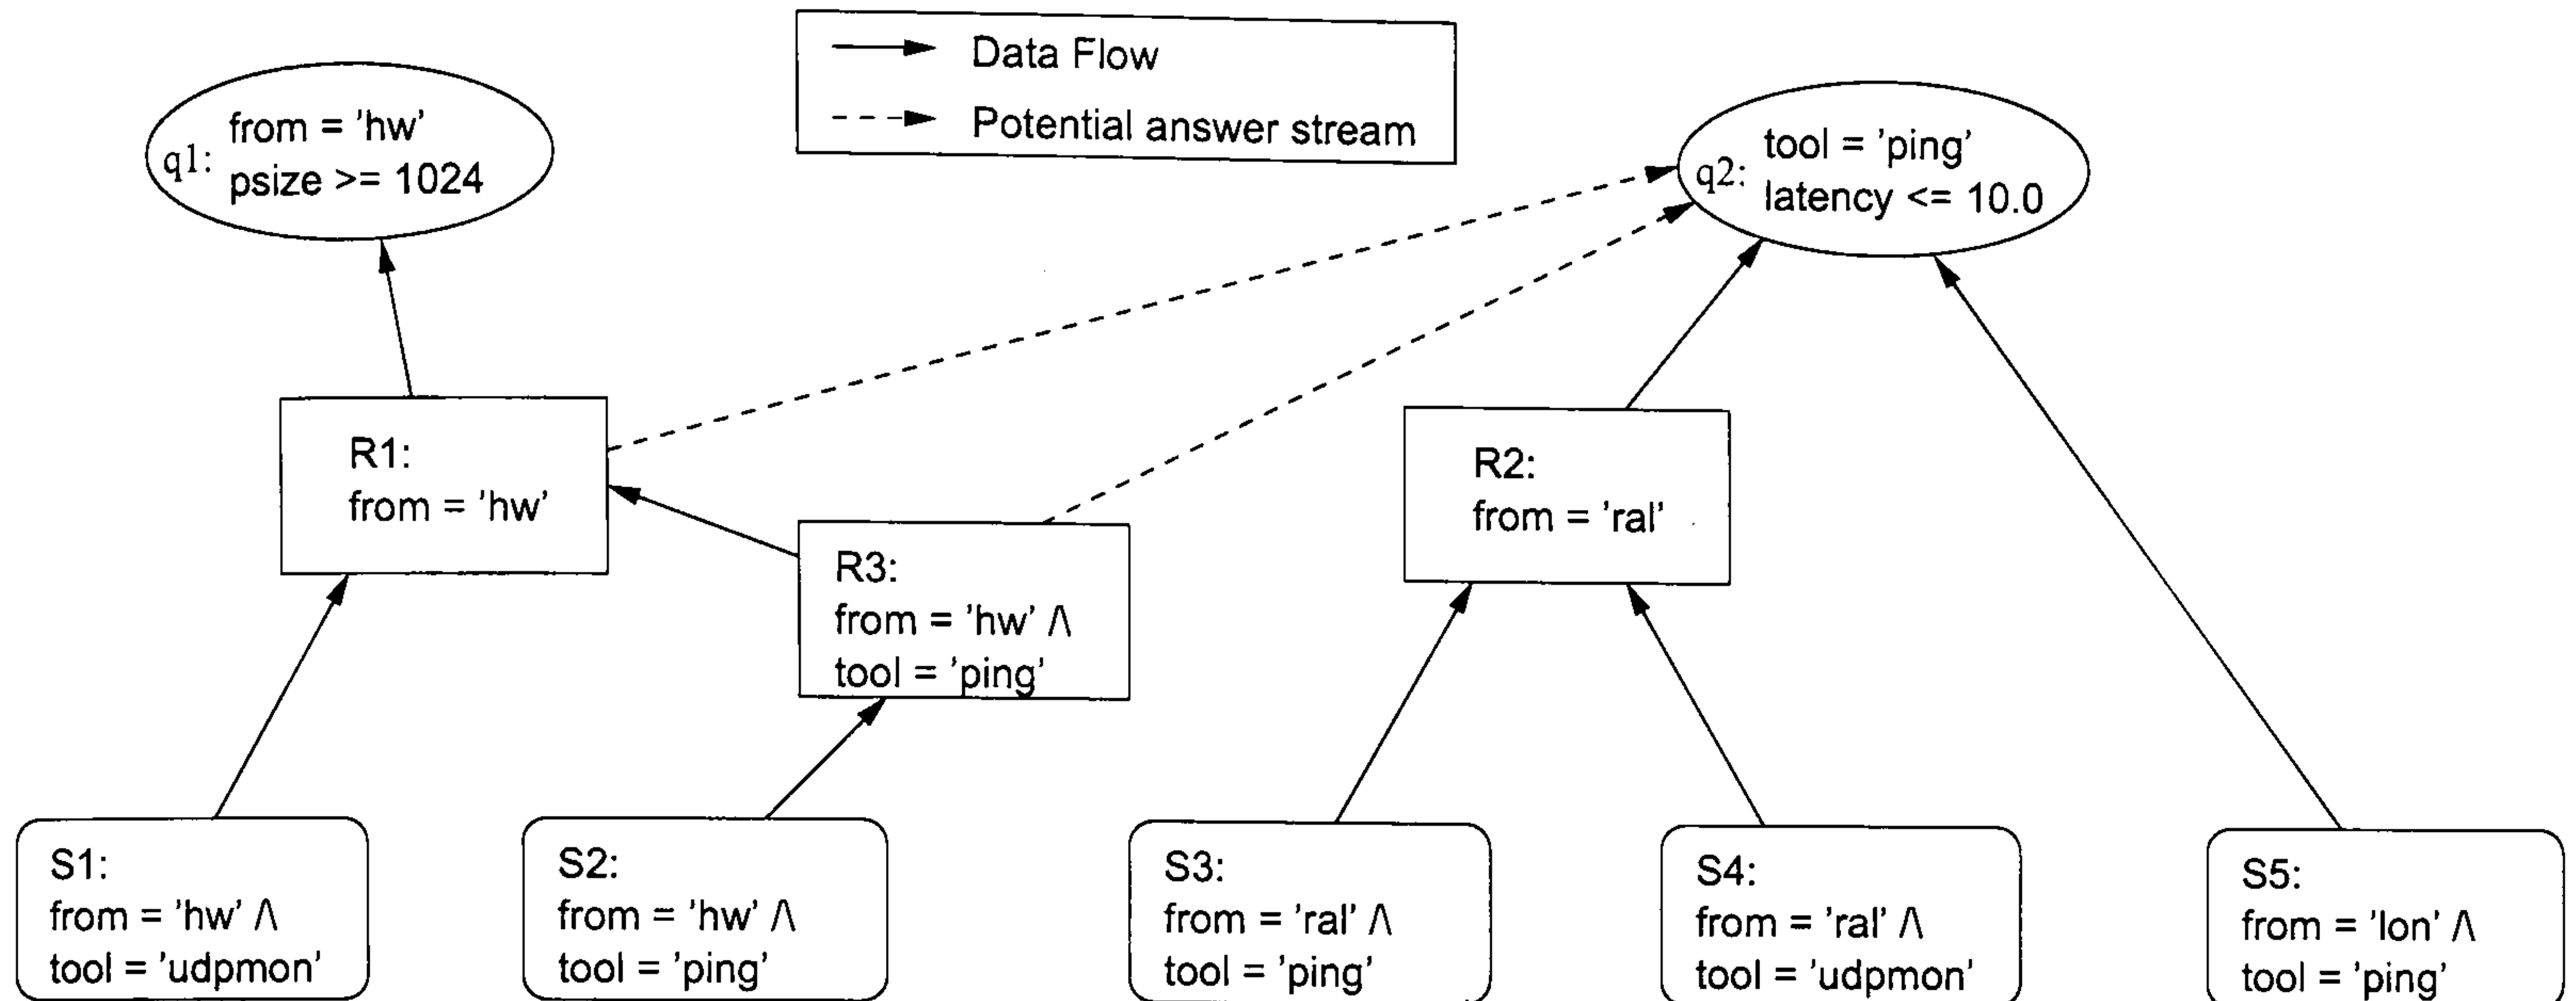 Data Flow
Potential answer stream
q1: from = 'hw'
psize >= 1024
q2: tool = 'ping'
latency <= 10.0
R1:
from = 'hw'
R2:
from = 'ral'
R3:
from = 'hw' /\
tool = 'ping'
S1:
from = 'hw' /\
tool = 'udpmon'
S2:
from = 'hw' /\
tool = 'ping'
S3:
from = 'ral' /\
tool = 'ping'
S4:
from = 'ral' /\
tool = 'udpmon'
S5:
from = 'lon' /\
tool = 'ping'